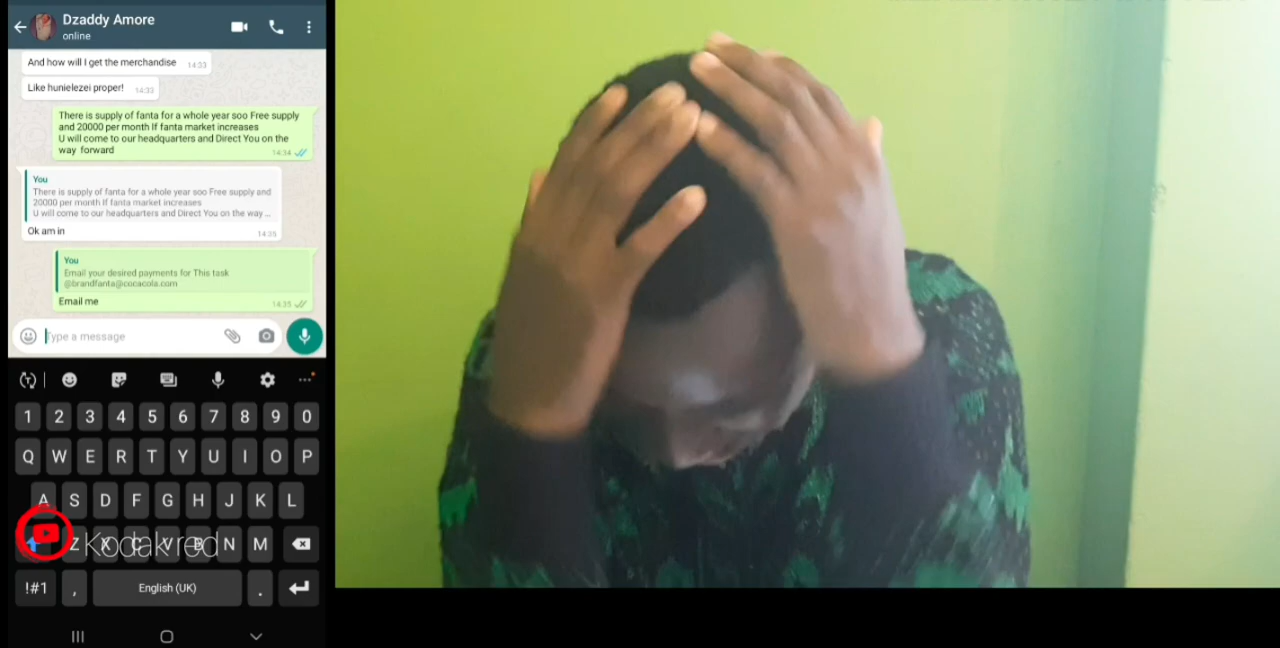 Dzaddy Amore
online
And how will I get the merchandise 14:33
Like hunielezei proper! 14:33
There is supply of fanta for a whole year soo Free supply
and 20000 per month If fanta market increases
U will come to our headquarters and Direct You on the
way forward 14:34
You
There is supply of fanta for a whole year soo Free supply and
20000 per month If fanta market increases
U will come to our headquarters and Direct You on the way ...
Ok am in 14:35
You
Email your desired payments for This task
@brandfanta@cocacola.com
Email me 14:35
Type a message
1 2 3 4 5 6 7 8 9 0
Q W E R T Y U I O P
A S D F G H J K L
Z X C V B N M
Kodak red
!#1 , English (UK) .